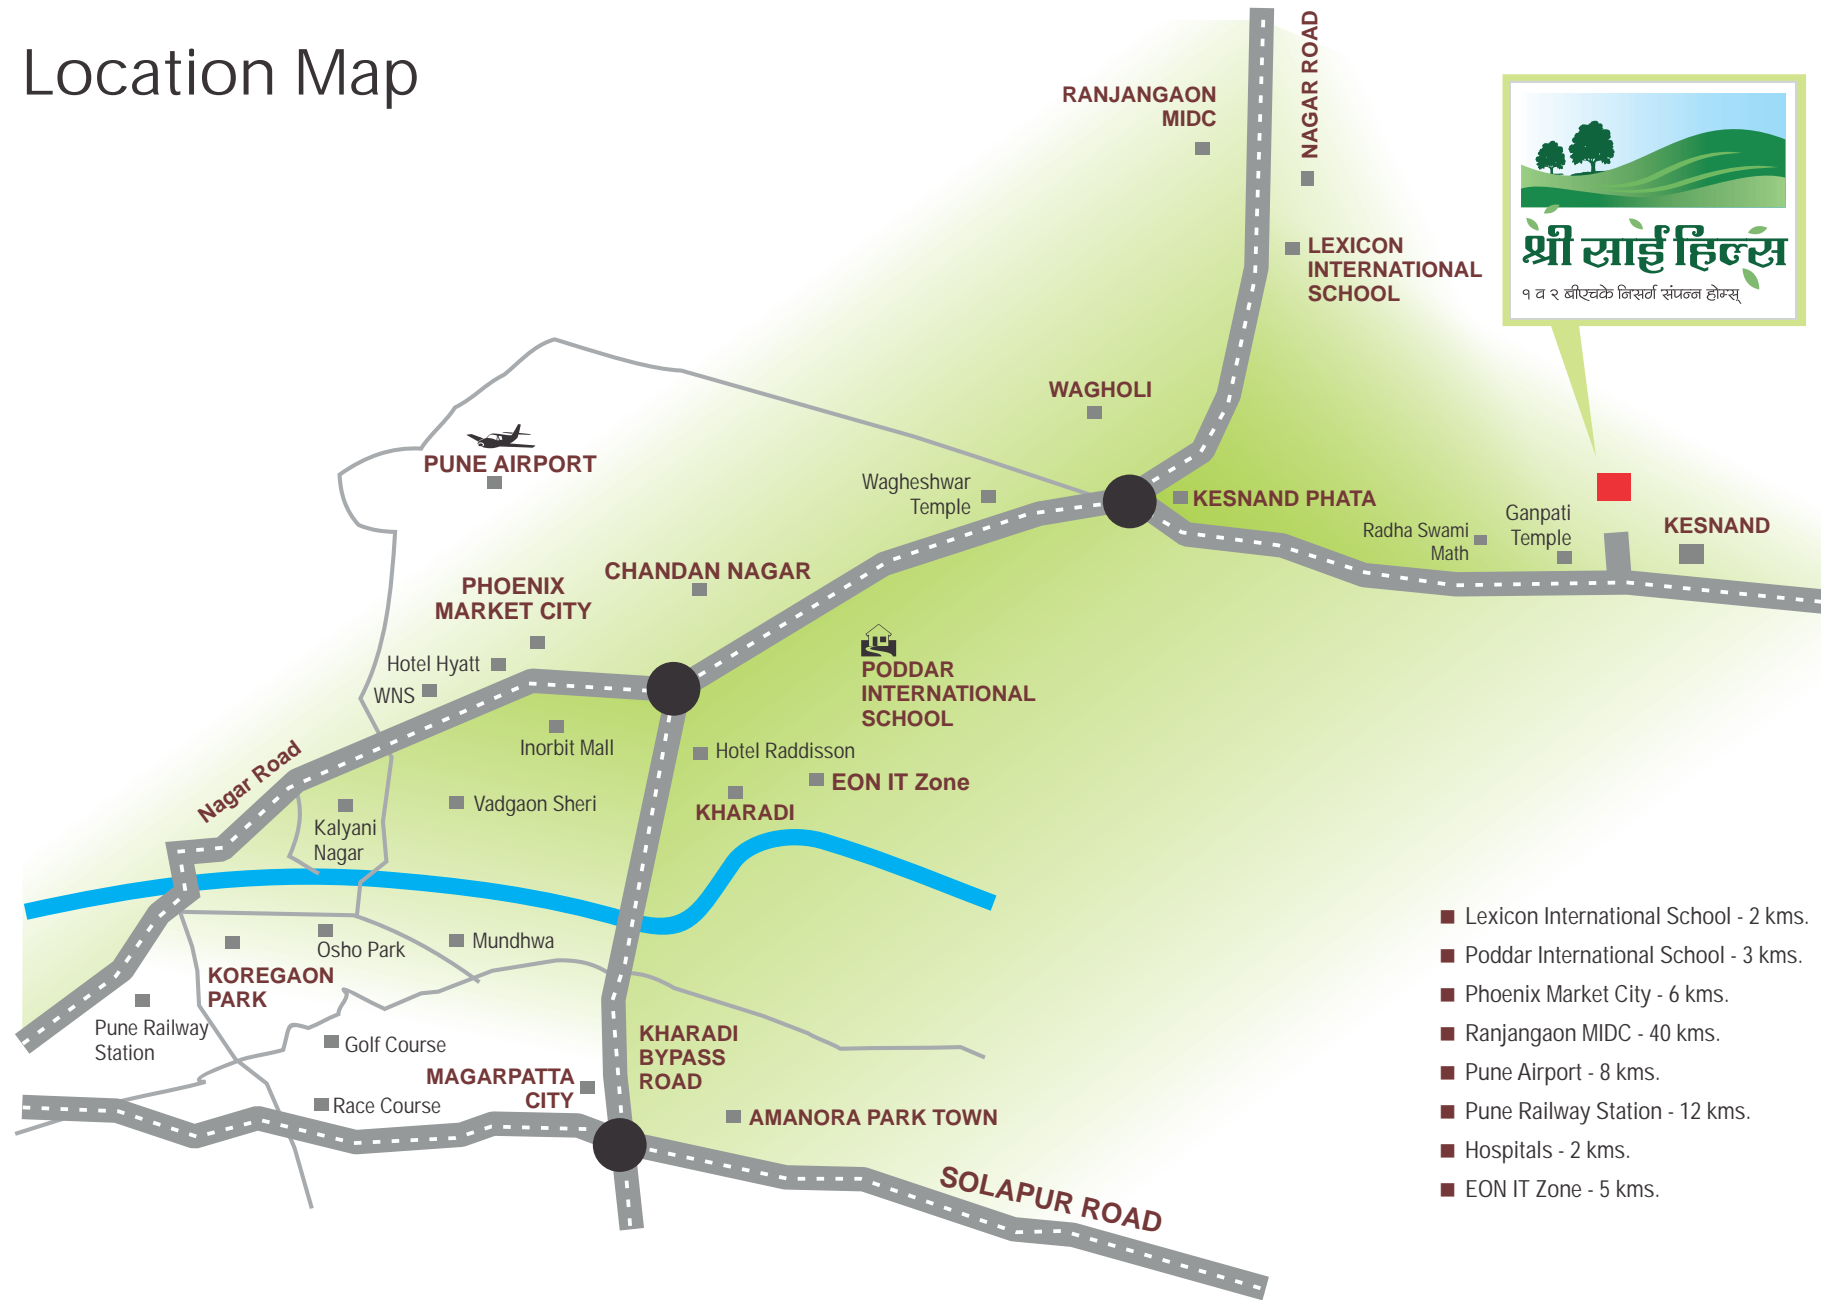 Location Map
RANJANGAON
MIDC
NAGAR ROAD
LEXICON
INTERNATIONAL
SCHOOL
श्री साई हिल्स
१ व २ बीएचके निसर्ग संपन्न होम्स्
WAGHOLI
PUNE AIRPORT
Wagheshwar
Temple
KESNAND PHATA
Radha Swami
Math
Ganpati
Temple
KESNAND
CHANDAN NAGAR
PHOENIX
MARKET CITY
Hotel Hyatt
WNS
PODDAR
INTERNATIONAL
SCHOOL
Inorbit Mall
Hotel Raddisson
Nagar Road
EON IT Zone
Vadgaon Sheri
KHARADI
Kalyani
Nagar
Osho Park
Mundhwa
KOREGAON
PARK
Pune Railway
Station
Golf Course
KHARADI
BYPASS
ROAD
MAGARPATTA
CITY
Race Course
AMANORA PARK TOWN
SOLAPUR ROAD
Lexicon International School - 2 kms.
Poddar International School - 3 kms.
Phoenix Market City - 6 kms.
Ranjangaon MIDC - 40 kms.
Pune Airport - 8 kms.
Pune Railway Station - 12 kms.
Hospitals - 2 kms.
EON IT Zone - 5 kms.